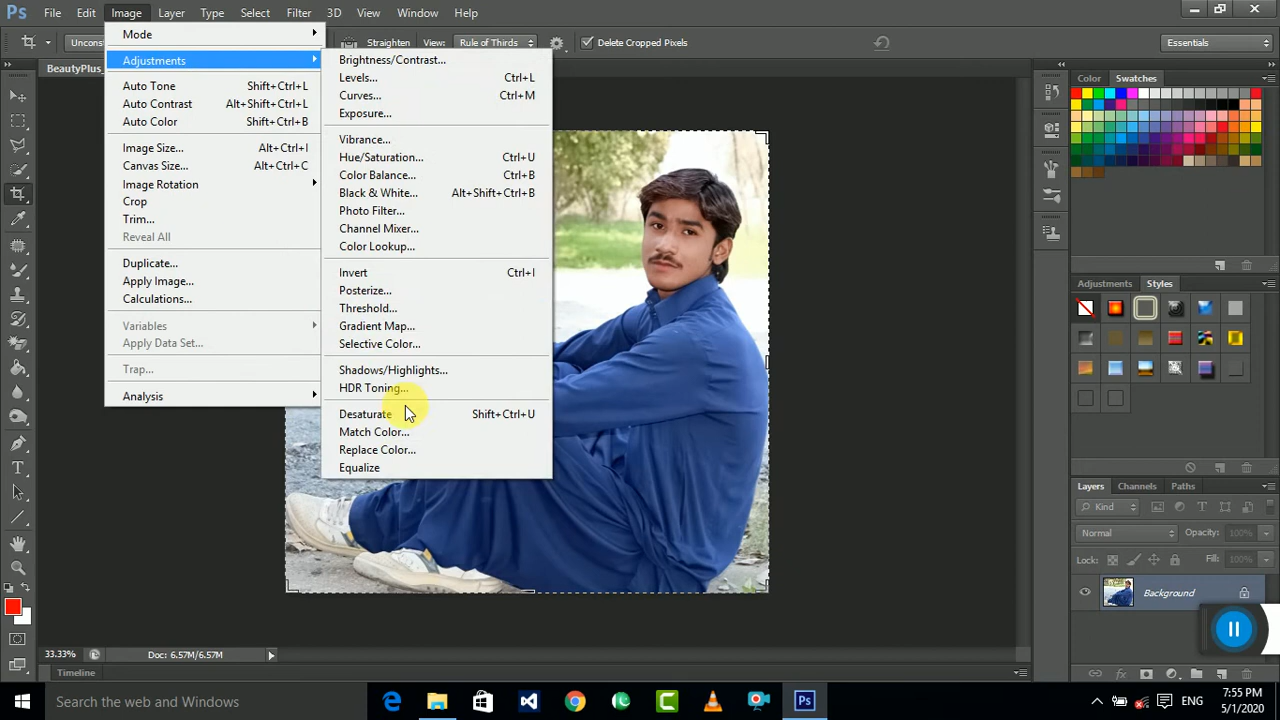 Ps File Edit Image Layer Type Select Filter 3D View Window Help
Straighten View: Rule of Thirds Delete Cropped Pixels Essentials
Mode
Adjustments
Auto Tone Shift+Ctrl+L
Auto Contrast Alt+Shift+Ctrl+L
Auto Color Shift+Ctrl+B
Image Size... Alt+Ctrl+I
Canvas Size... Alt+Ctrl+C
Image Rotation
Crop
Trim...
Reveal All
Duplicate...
Apply Image...
Calculations...
Variables
Apply Data Set...
Trap...
Analysis
Brightness/Contrast...
Levels... Ctrl+L
Curves... Ctrl+M
Exposure...
Vibrance...
Hue/Saturation... Ctrl+U
Color Balance... Ctrl+B
Black & White... Alt+Shift+Ctrl+B
Photo Filter...
Channel Mixer...
Color Lookup...
Invert Ctrl+I
Posterize...
Threshold...
Gradient Map...
Selective Color...
Shadows/Highlights...
HDR Toning...
Desaturate Shift+Ctrl+U
Match Color...
Replace Color...
Equalize
Color Swatches
Adjustments Styles
Layers Channels Paths
Kind
Normal Opacity: 100%
Lock: Fill: 100%
Background
33.33% Doc: 6.57M/6.57M
Timeline
Search the web and Windows
ENG
7:55 PM
5/1/2020